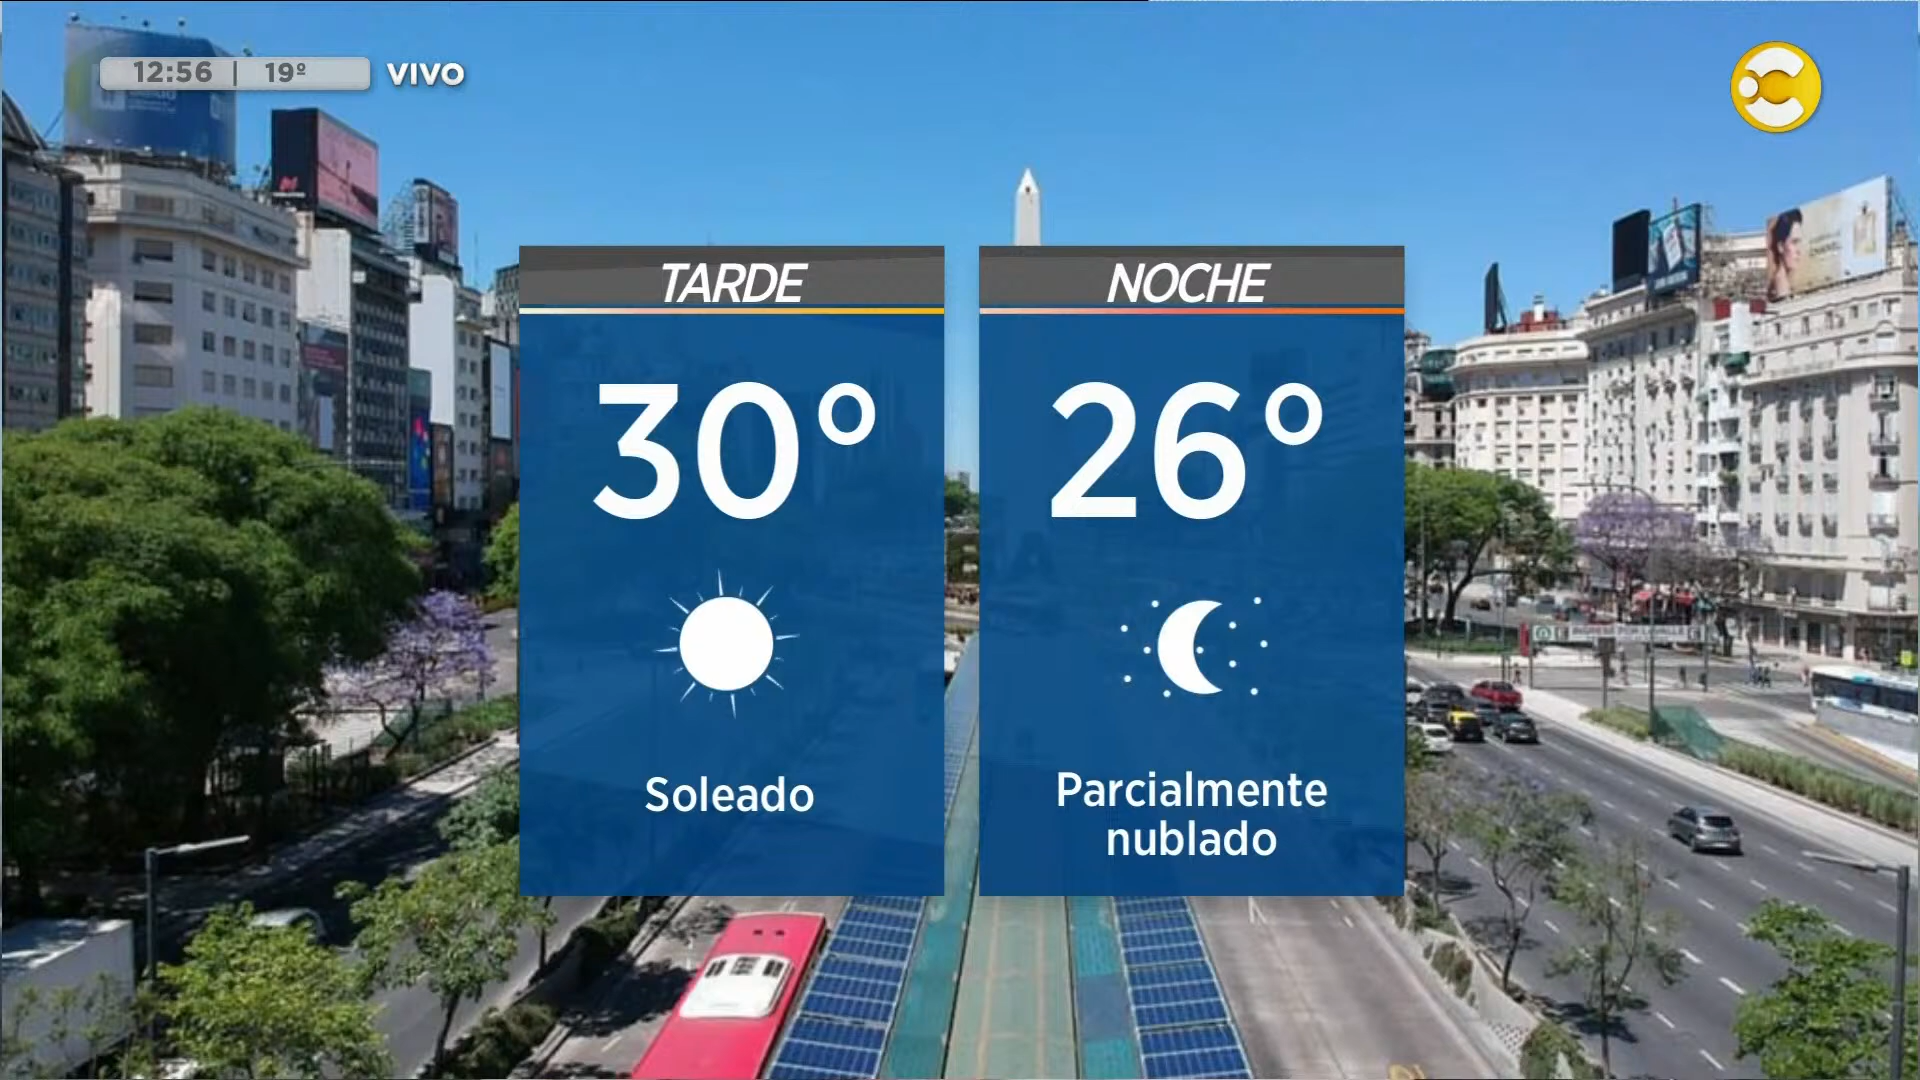 12:56 | 19º VIVO
TARDE
30°
Soleado
NOCHE
26°
Parcialmente
nublado